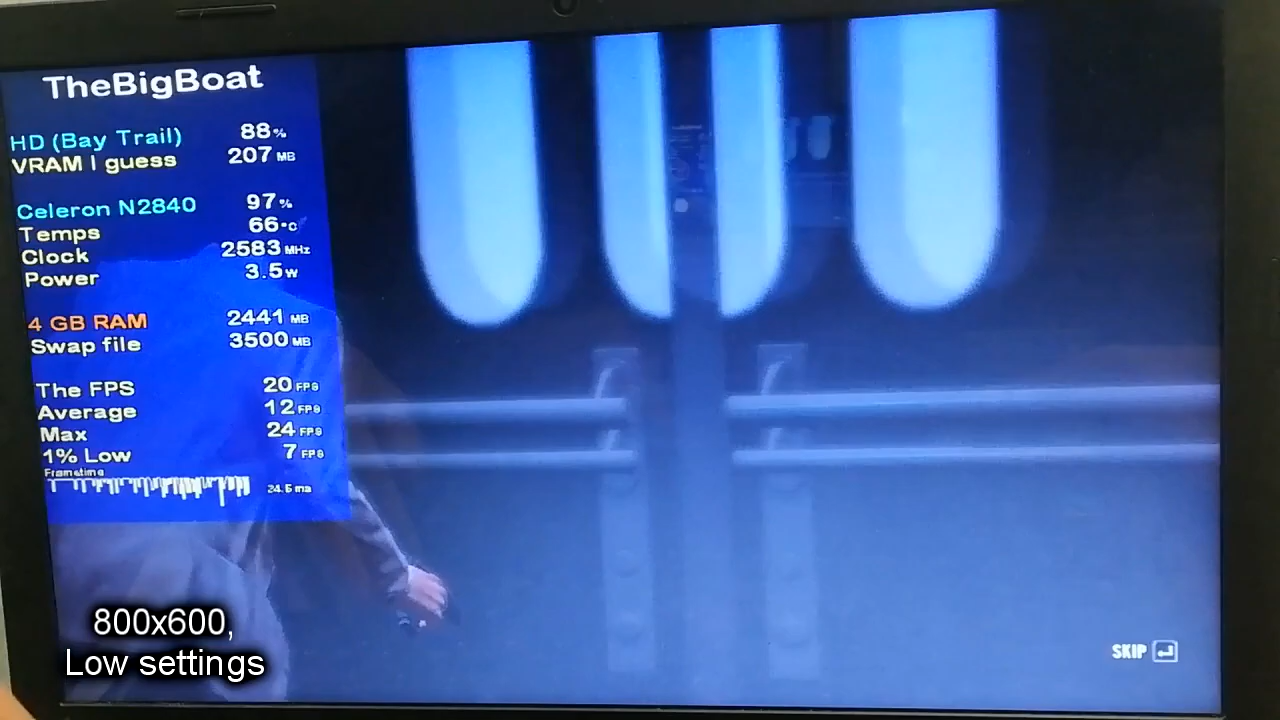 TheBigBoat
HD (Bay Trail) 88%
VRAM I guess 207 MB
Celeron N2840 97%
Temps 66°C
Clock 2583 MHz
Power 3.5W
4 GB RAM 2441 MB
Swap file 3500 MB
The FPS 20 FPS
Average 12 FPS
Max 24 FPS
1% Low 7 FPS
Frametime
24.5 ms
800x600,
Low settings
SKIP